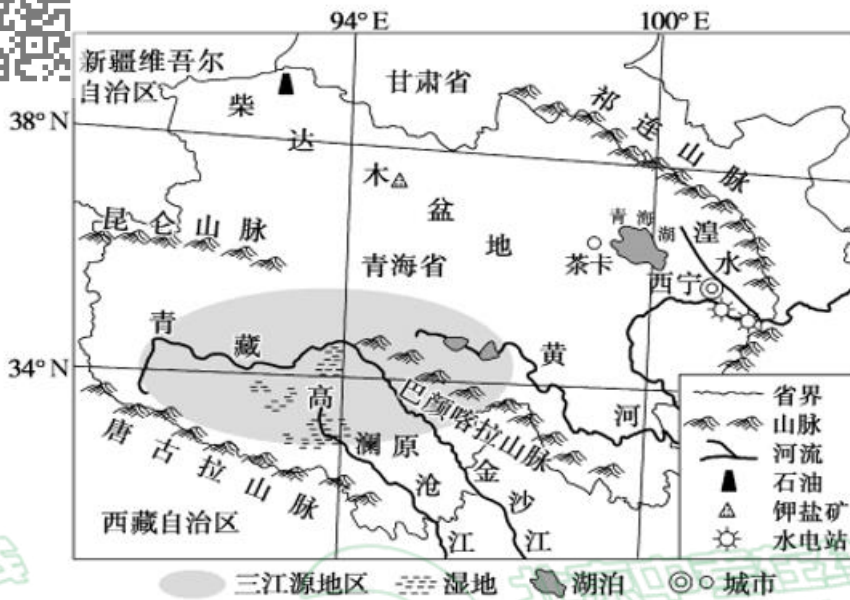 94°E
100°E
新疆维吾尔
自治区
甘肃省
祁连山脉
38°N
柴达木盆地
昆仑山脉
青海湖
湟水
茶卡
青海省
西宁
青藏高原
34°N
黄河
巴颜喀拉山脉
唐古拉山脉
澜沧江
金沙江
西藏自治区
省界
山脉
河流
石油
钾盐矿
水电站
三江源地区
湿地
湖泊
城市